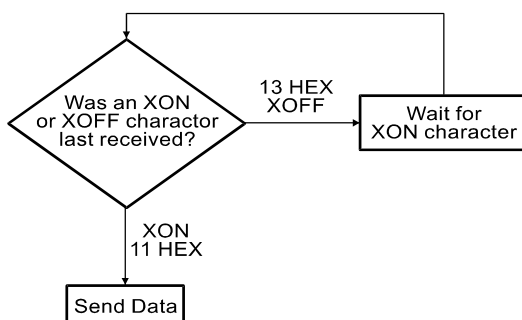 Was an XON
or XOFF charactor
last received?
13 HEX
XOFF
Wait for
XON character
XON
11 HEX
Send Data